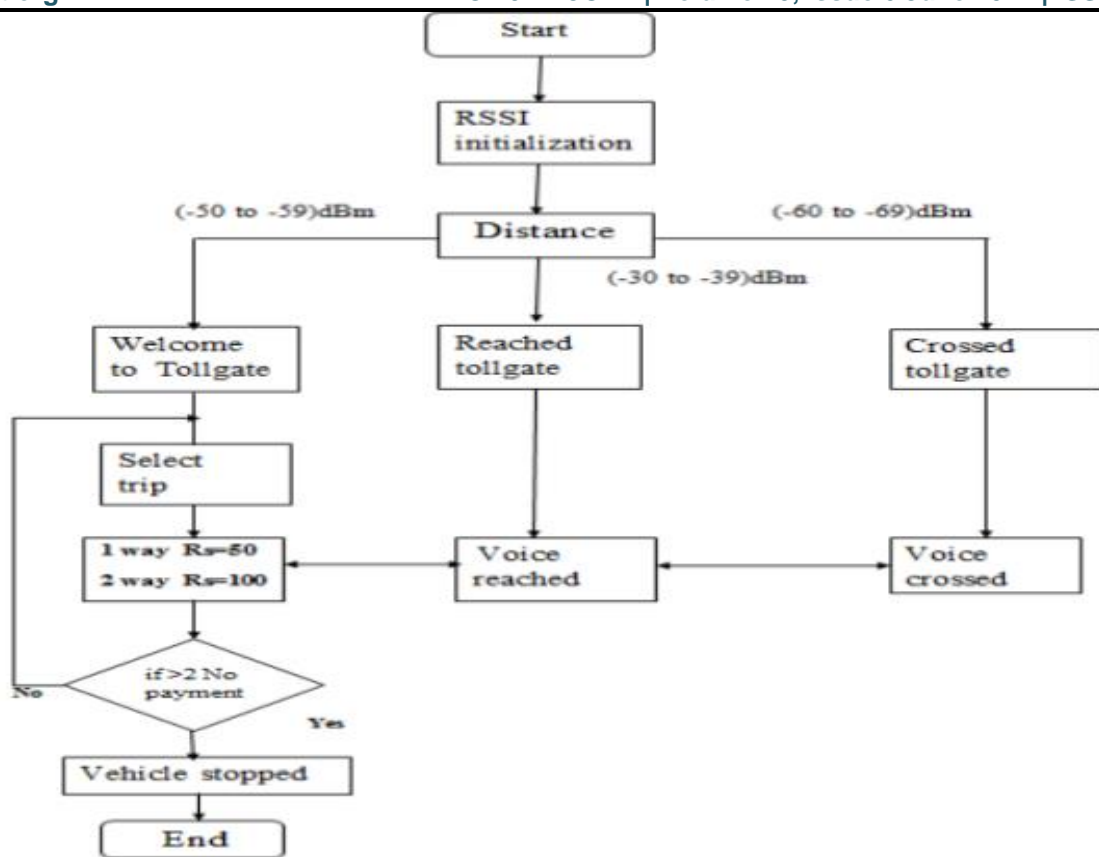 Start
RSSI
initialization
(-50 to -59)dBm
(-60 to -69)dBm
Distance
(-30 to -39)dBm
Welcome
to Tollgate
Reached
tollgate
Crossed
tollgate
Select
trip
1 way Rs=50
2 way Rs=100
Voice
reached
Voice
crossed
if >2 No
payment
No
Yes
Vehicle stopped
End